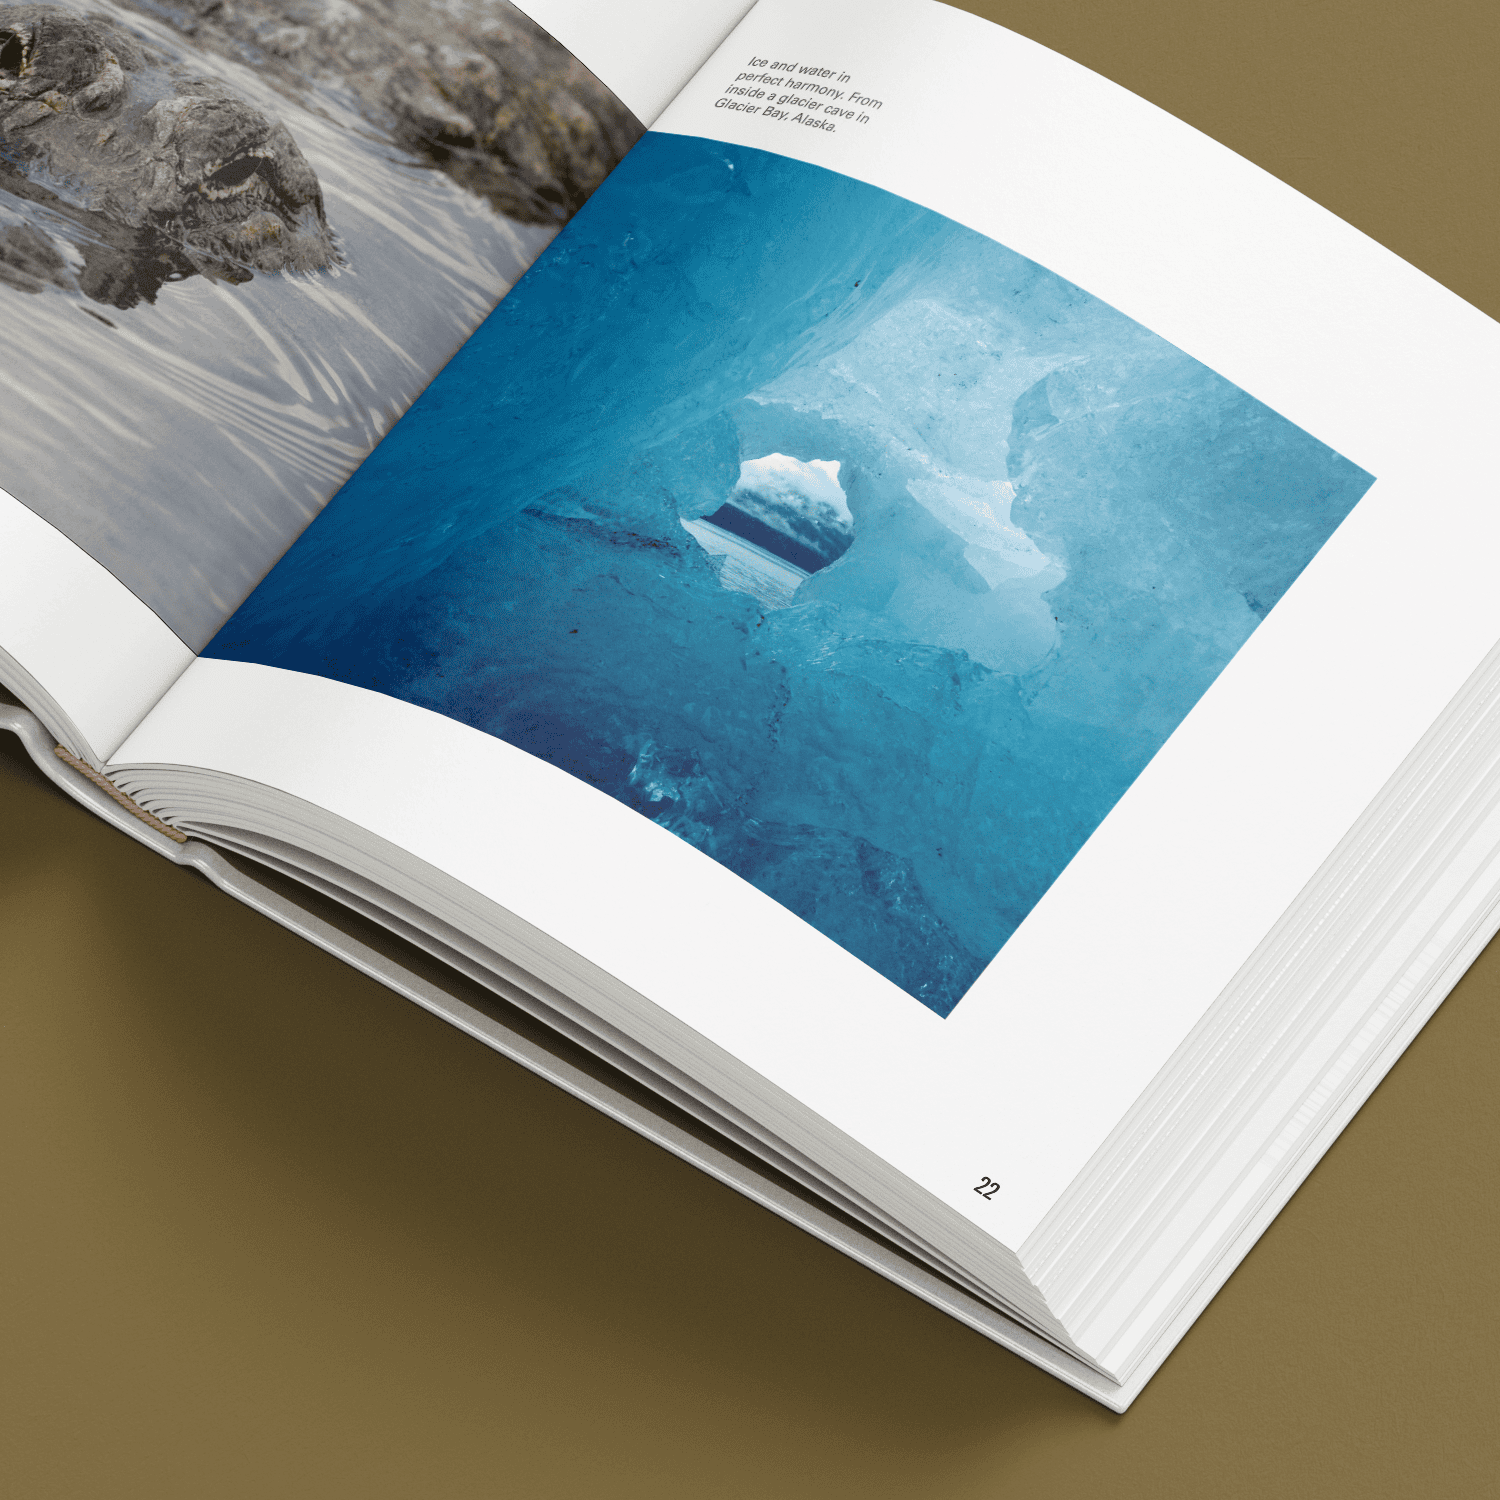 Ice and water in
perfect harmony. From
inside a glacier cave in
Glacier Bay, Alaska.
22